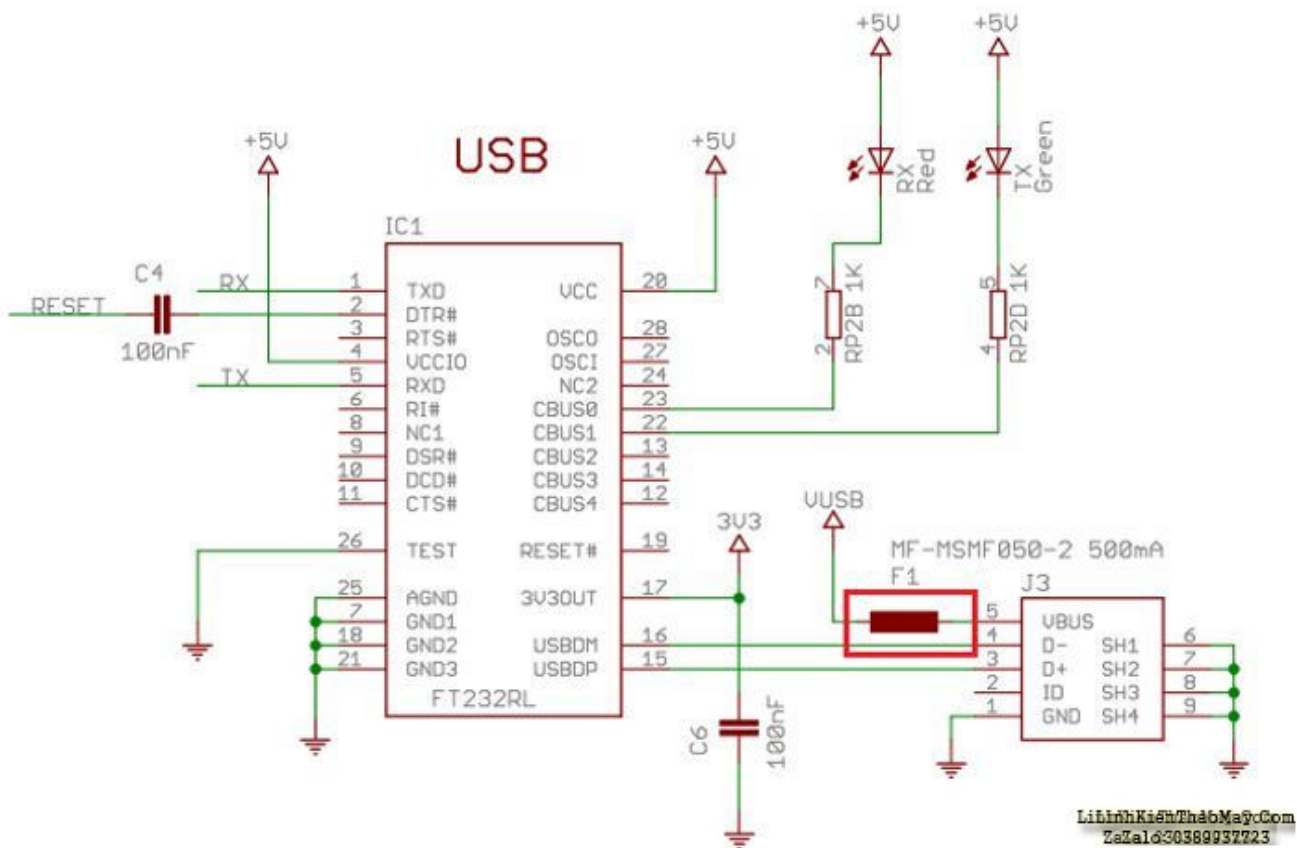 +5V
+5V
+5V
USB
+5V
RX
Red
TX
Green
IC1
C4
100nF
RESET
RX
TX
1 TXD
2 DTR#
3 RTS#
4 VCCIO
5 RXD
6 RI#
8 NC1
9 DSR#
10 DCD#
11 CTS#
26 TEST
25 AGND
7 GND1
18 GND2
21 GND3
VCC 20
OSCO 28
OSCI 27
NC2 24
CBUS0 23
CBUS1 22
CBUS2 13
CBUS3 14
CBUS4 12
RESET# 19
3V3OUT 17
USBDM 16
USBDP 15
FT232RL
7
2
RP2B 1K
5
4
RP2D 1K
3V3
C6
100nF
VUSB
MF-MSMF050-2 500mA
F1
J3
5 VBUS
4 D-
3 D+
2 ID
1 GND
SH1 6
SH2 7
SH3 8
SH4 9